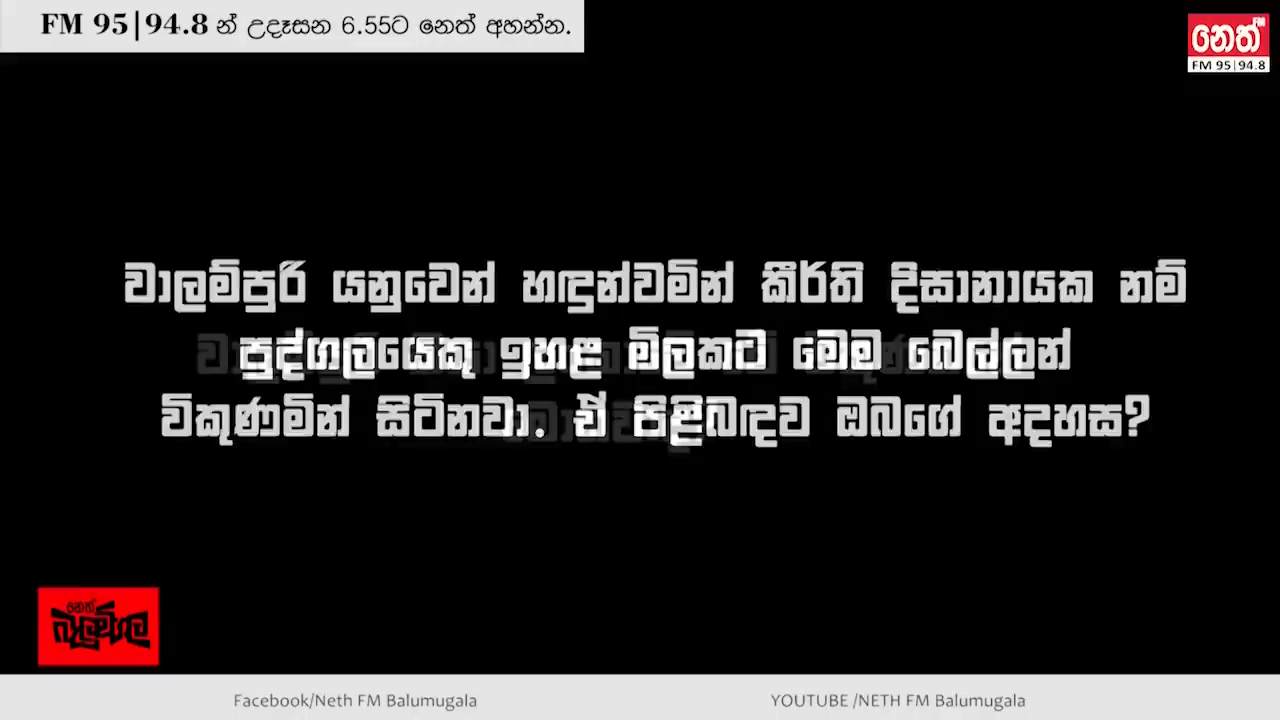 FM 95|94.8 න් උදෑසන 6.55ට නෙත් අහන්න.
නෙත් FM
FM 95|94.8
වාලම්පුරි යනුවෙන් හඳුන්වමින් කීර්ති දිසානායක නම්
පුද්ගලයෙකු ඉහළ මිලකට මෙම බෙල්ලන්
විකුණමින් සිටිනවා. ඒ පිළිබඳව ඔබගේ අදහස?
නෙත්
බැලුම්ගල
Facebook/Neth FM Balumugala
YOUTUBE /NETH FM Balumugala